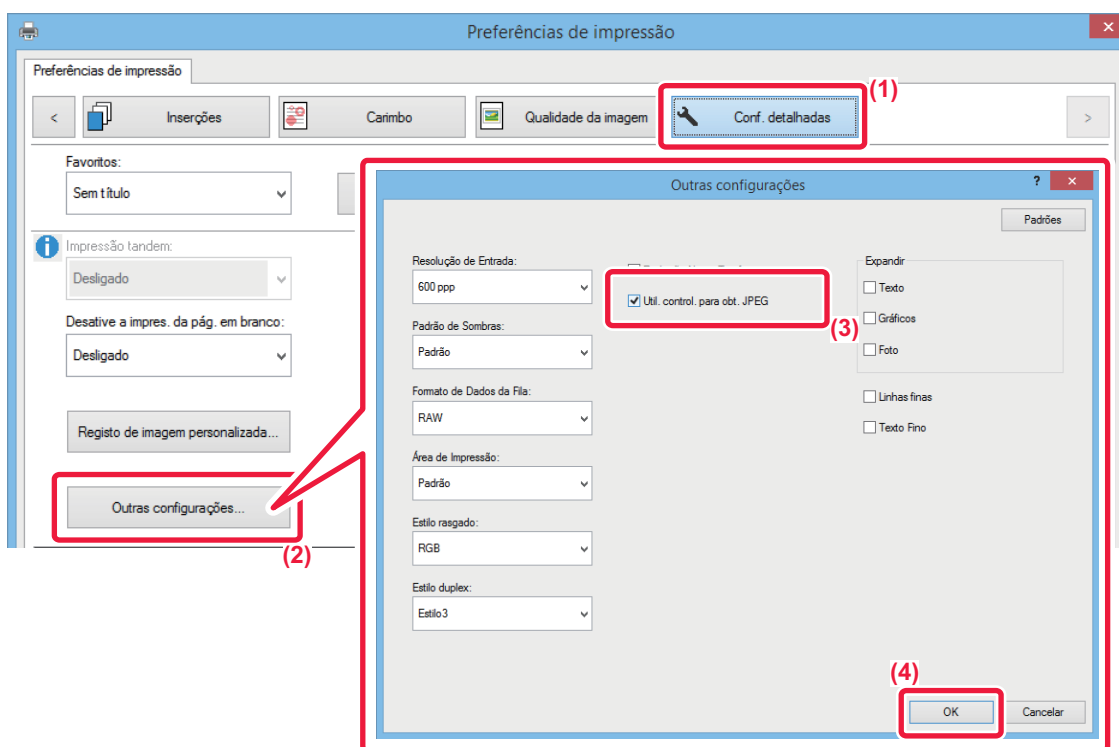 Preferências de impressão
Preferências de impressão
(1)
<
Inserções
Carimbo
Qualidade da imagem
Conf. detalhadas
>
Favoritos:
Sem título
Impressão tandem:
Desligado
Desative a impres. da pág. em branco:
Desligado
Registo de imagem personalizada...
Outras configurações...
(2)
Outras configurações
?
Padrões
Resolução de Entrada:
600 ppp
Padrão de Sombras:
Padrão
Formato de Dados da Fila:
RAW
Área de Impressão:
Padrão
Estilo rasgado:
RGB
Estilo duplex:
Estilo3
Util. control. para obt. JPEG
(3)
Expandir
Texto
Gráficos
Foto
Linhas finas
Texto Fino
(4)
OK
Cancelar